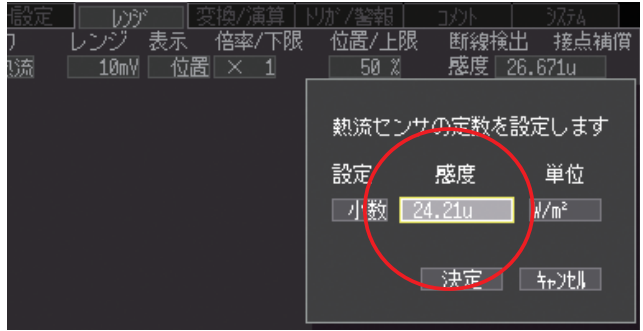 設定 レンジ 変換/演算 トリガ/警報 コメント システム
レンジ 表示 倍率/下限 位置/上限 断線検出 接点補償
流 10mV 位置 × 1 50 % 感度 26.671u
熱流センサの定数を設定します
設定 感度 単位
小数 24.21u W/m²
決定 キャンセル